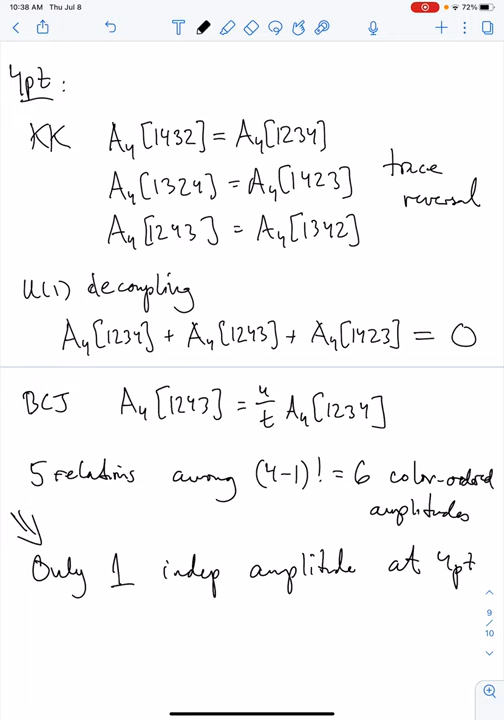 10:38 AM Thu Jul 8
72%
4pt:
KK A₄[1432] = A₄[1234]
A₄[1324] = A₄[1423]
A₄[1243] = A₄[1342]
trace
reversal
U(1) decoupling
A₄[1234] + A₄[1243] + A₄[1423] = 0
BCJ A₄[1243] = u/t A₄[1234]
5 relations among (4-1)! = 6 color-ordered
amplitudes
⇒
Only 1 indep amplitude at 4pt
9
/
10